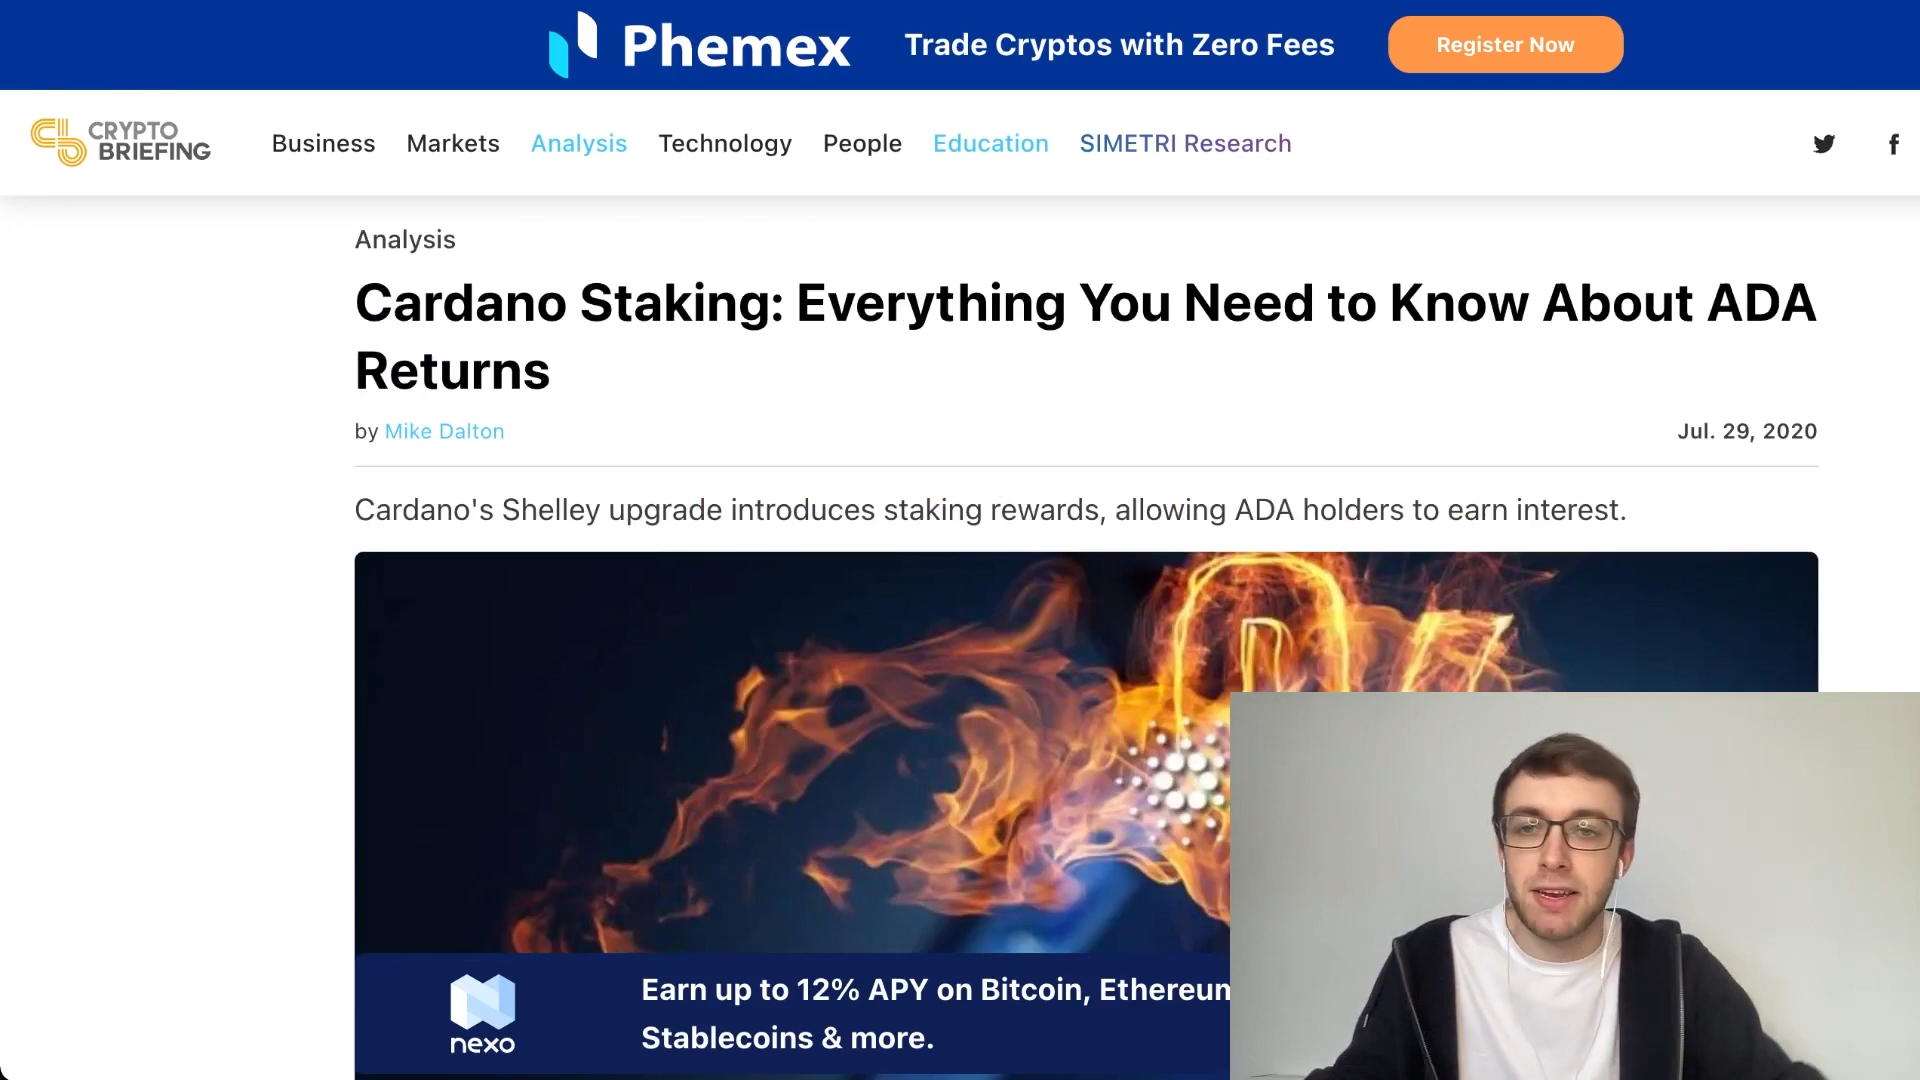 Phemex Trade Cryptos with Zero Fees Register Now
CRYPTO
BRIEFING
Business Markets Analysis Technology People Education SIMETRI Research
Analysis
Cardano Staking: Everything You Need to Know About ADA
Returns
by Mike Dalton Jul. 29, 2020
Cardano's Shelley upgrade introduces staking rewards, allowing ADA holders to earn interest.
Earn up to 12% APY on Bitcoin, Ethereum
Stablecoins & more.
nexo